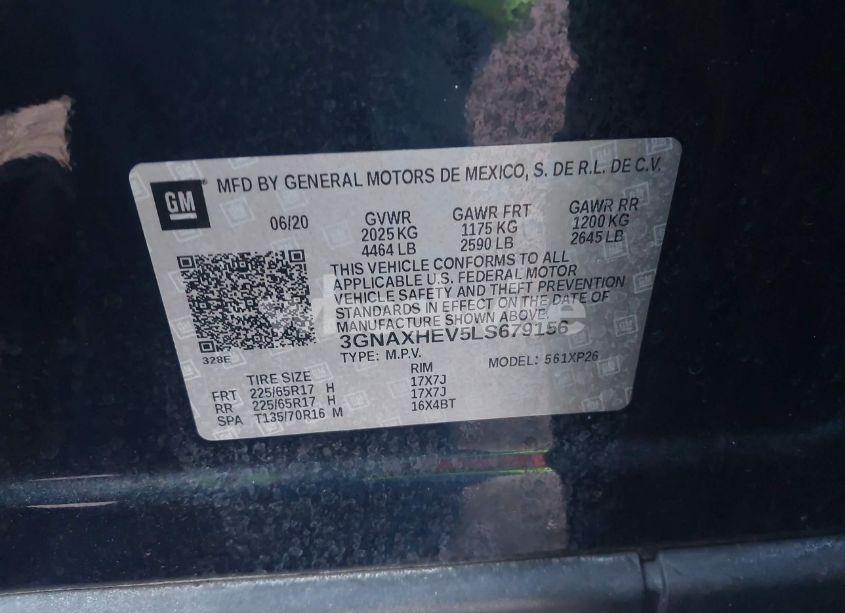 GM MFD BY GENERAL MOTORS DE MEXICO, S. DE R.L. DE C.V.
06/20 GVWR GAWR FRT GAWR RR
2025 KG 1175 KG 1200 KG
4464 LB 2590 LB 2645 LB
THIS VEHICLE CONFORMS TO ALL
APPLICABLE U.S. FEDERAL MOTOR
VEHICLE SAFETY AND THEFT PREVENTION
STANDARDS IN EFFECT ON THE DATE OF
3GNAXHEV5LS679156
328E TYPE: M.P.V. MODEL: 561XP26
TIRE SIZE RIM
FRT 225/65R17 H 17X7J
RR 225/65R17 H 17X7J
SPA T135/70R16 M 16X4BT